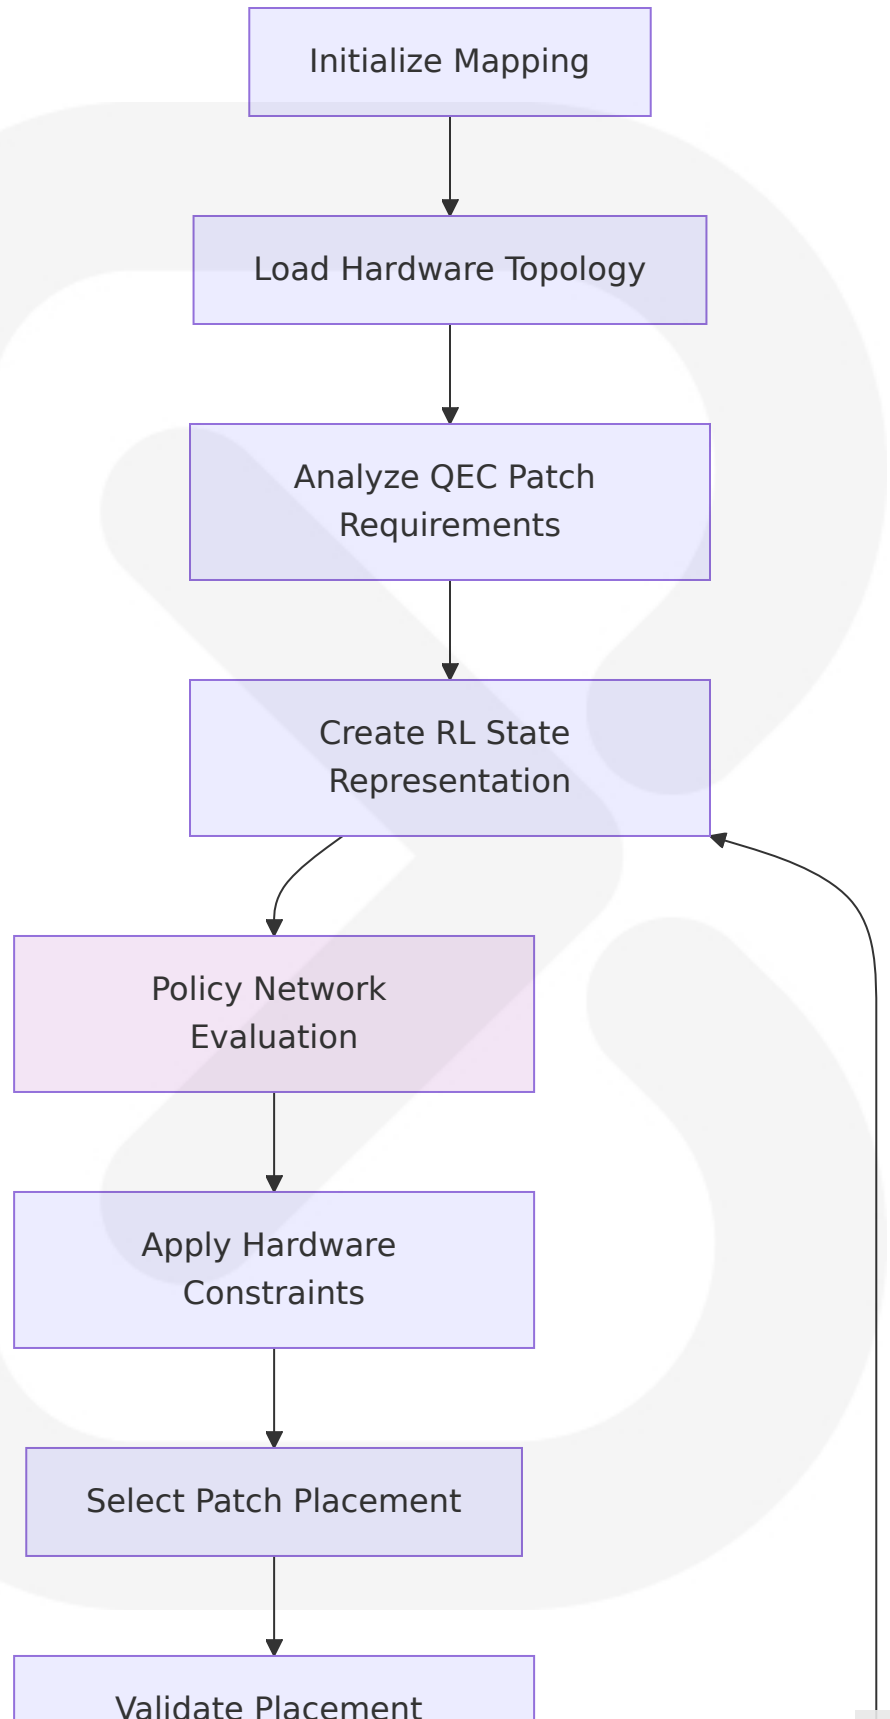 Initialize Mapping
Load Hardware Topology
Analyze QEC Patch
Requirements
Create RL State
Representation
Policy Network
Evaluation
Apply Hardware
Constraints
Select Patch Placement
Validate Placement